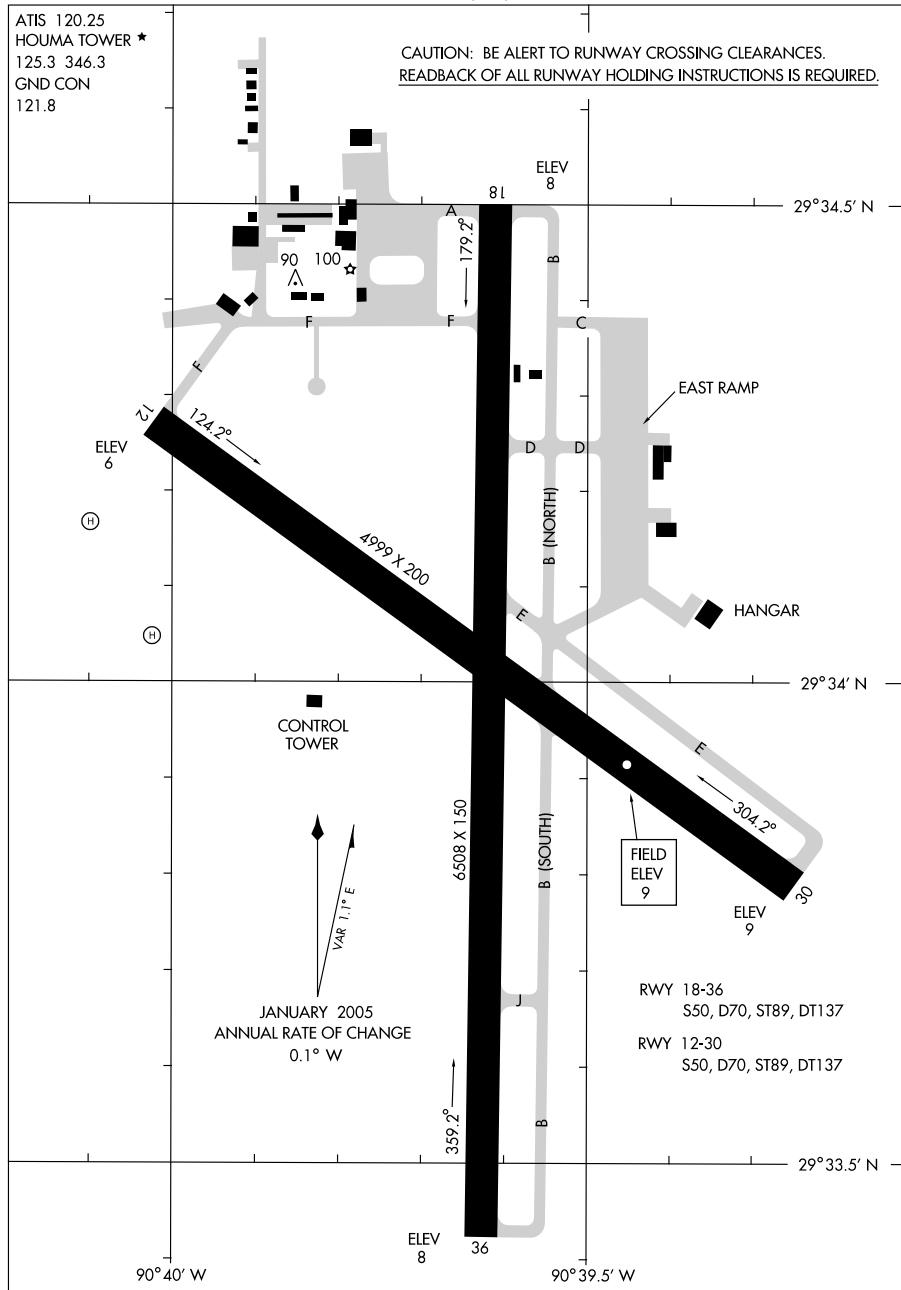 ATIS 120.25
HOUMA TOWER ★
125.3 346.3
GND CON
121.8
CAUTION: BE ALERT TO RUNWAY CROSSING CLEARANCES.
READBACK OF ALL RUNWAY HOLDING INSTRUCTIONS IS REQUIRED.
ELEV
8
18
29°34.5' N
A
179.2°
B
90
100
F
F
C
F
EAST RAMP
12
124.2°
ELEV
6
D
D
H
4999 X 200
B (NORTH)
E
HANGAR
H
29°34' N
CONTROL
TOWER
E
304.2°
6508 X 150
B (SOUTH)
FIELD
ELEV
9
30
ELEV
9
VAR 1.1° E
JANUARY 2005
ANNUAL RATE OF CHANGE
0.1° W
J
RWY 18-36
S50, D70, ST89, DT137
RWY 12-30
S50, D70, ST89, DT137
359.2°
B
29°33.5' N
ELEV
8
36
90°40' W
90°39.5' W